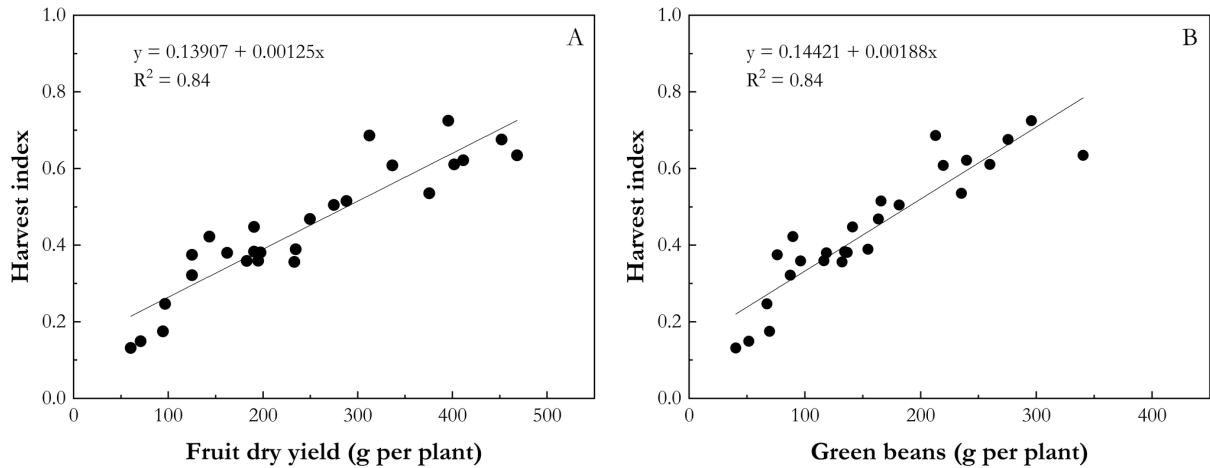 A
y = 0.13907 + 0.00125x
R² = 0.84
Harvest index
1.0
0.8
0.6
0.4
0.2
0.0
0 100 200 300 400 500
Fruit dry yield (g per plant)
B
y = 0.14421 + 0.00188x
R² = 0.84
Harvest index
1.0
0.8
0.6
0.4
0.2
0.0
0 100 200 300 400
Green beans (g per plant)